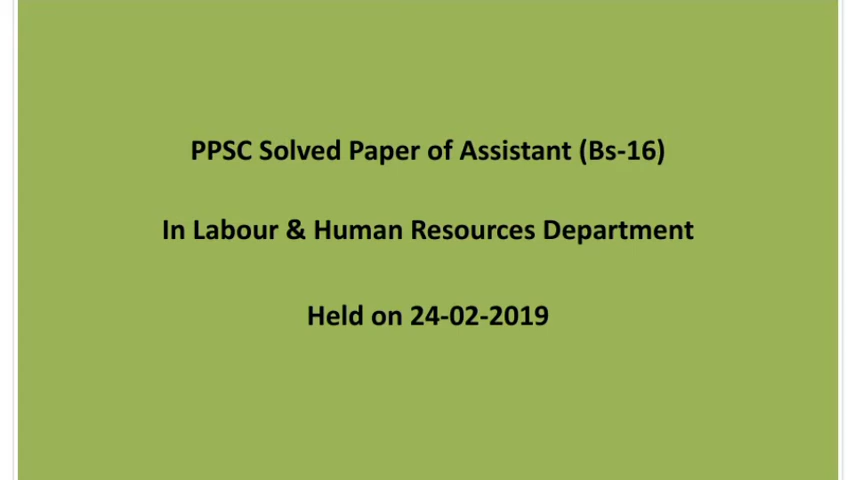 PPSC Solved Paper of Assistant (Bs-16)
In Labour & Human Resources Department
Held on 24-02-2019